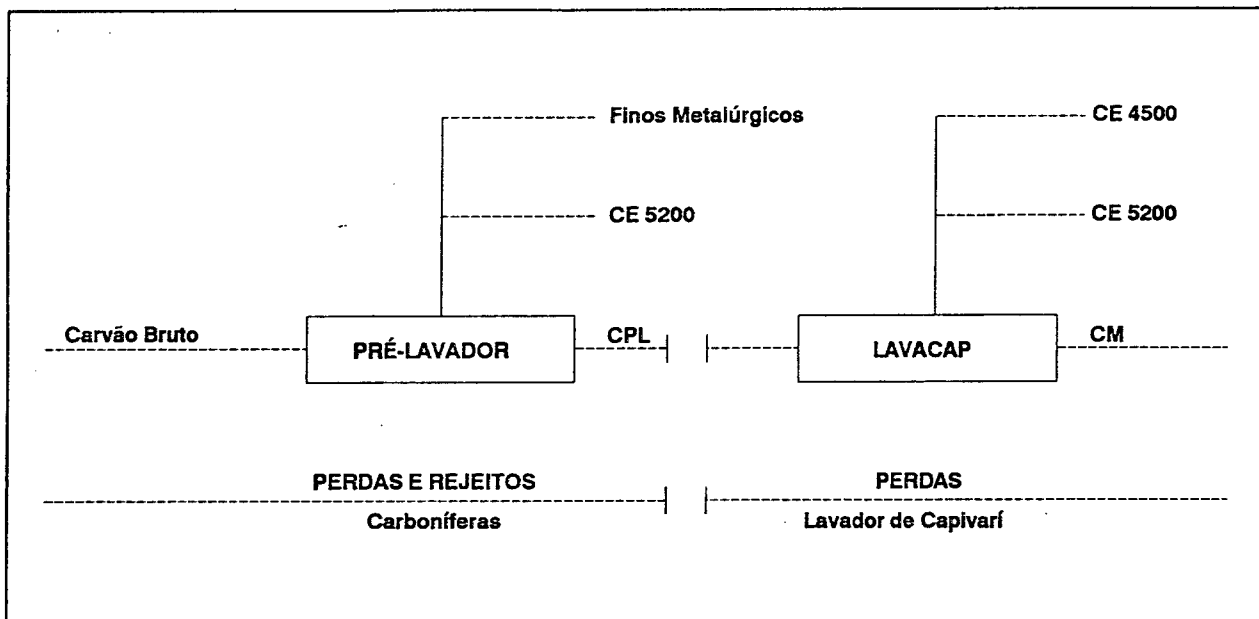 Finos Metalúrgicos
CE 4500
CE 5200
CE 5200
Carvão Bruto
PRÉ-LAVADOR
CPL
LAVACAP
CM
PERDAS E REJEITOS
PERDAS
Carboníferas
Lavador de Capivarí